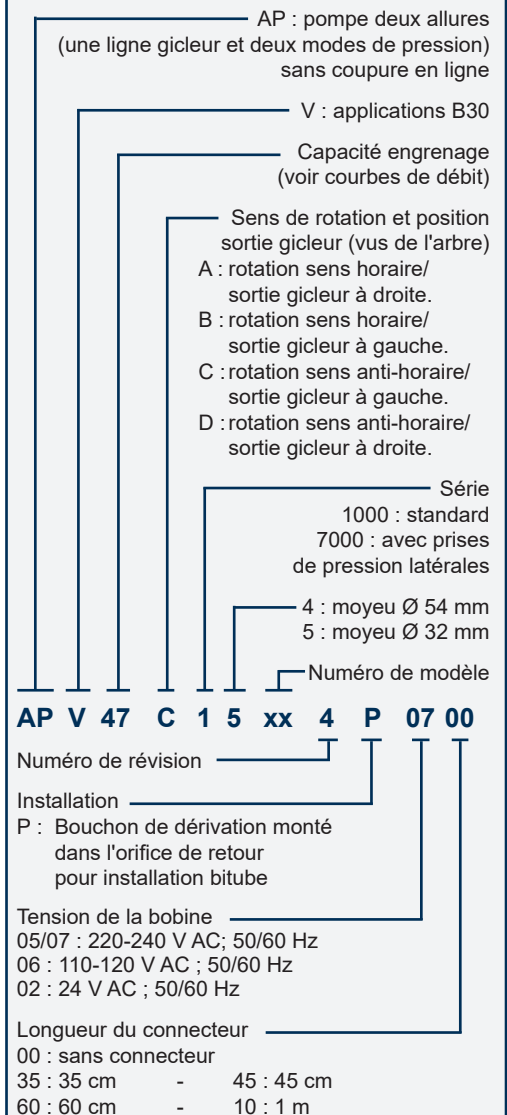 AP : pompe deux allures
(une ligne gicleur et deux modes de pression)
sans coupure en ligne
V : applications B30
Capacité engrenage
(voir courbes de débit)
Sens de rotation et position
sortie gicleur (vus de l'arbre)
A : rotation sens horaire/
sortie gicleur à droite.
B : rotation sens horaire/
sortie gicleur à gauche.
C : rotation sens anti-horaire/
sortie gicleur à gauche.
D : rotation sens anti-horaire/
sortie gicleur à droite.
Série
1000 : standard
7000 : avec prises
de pression latérales
4 : moyeu Ø 54 mm
5 : moyeu Ø 32 mm
Numéro de modèle
AP V 47 C 1 5 xx 4 P 07 00
Numéro de révision
Installation
P : Bouchon de dérivation monté
dans l'orifice de retour
pour installation bitube
Tension de la bobine
05/07 : 220-240 V AC; 50/60 Hz
06 : 110-120 V AC ; 50/60 Hz
02 : 24 V AC ; 50/60 Hz
Longueur du connecteur
00 : sans connecteur
35 : 35 cm - 45 : 45 cm
60 : 60 cm - 10 : 1 m